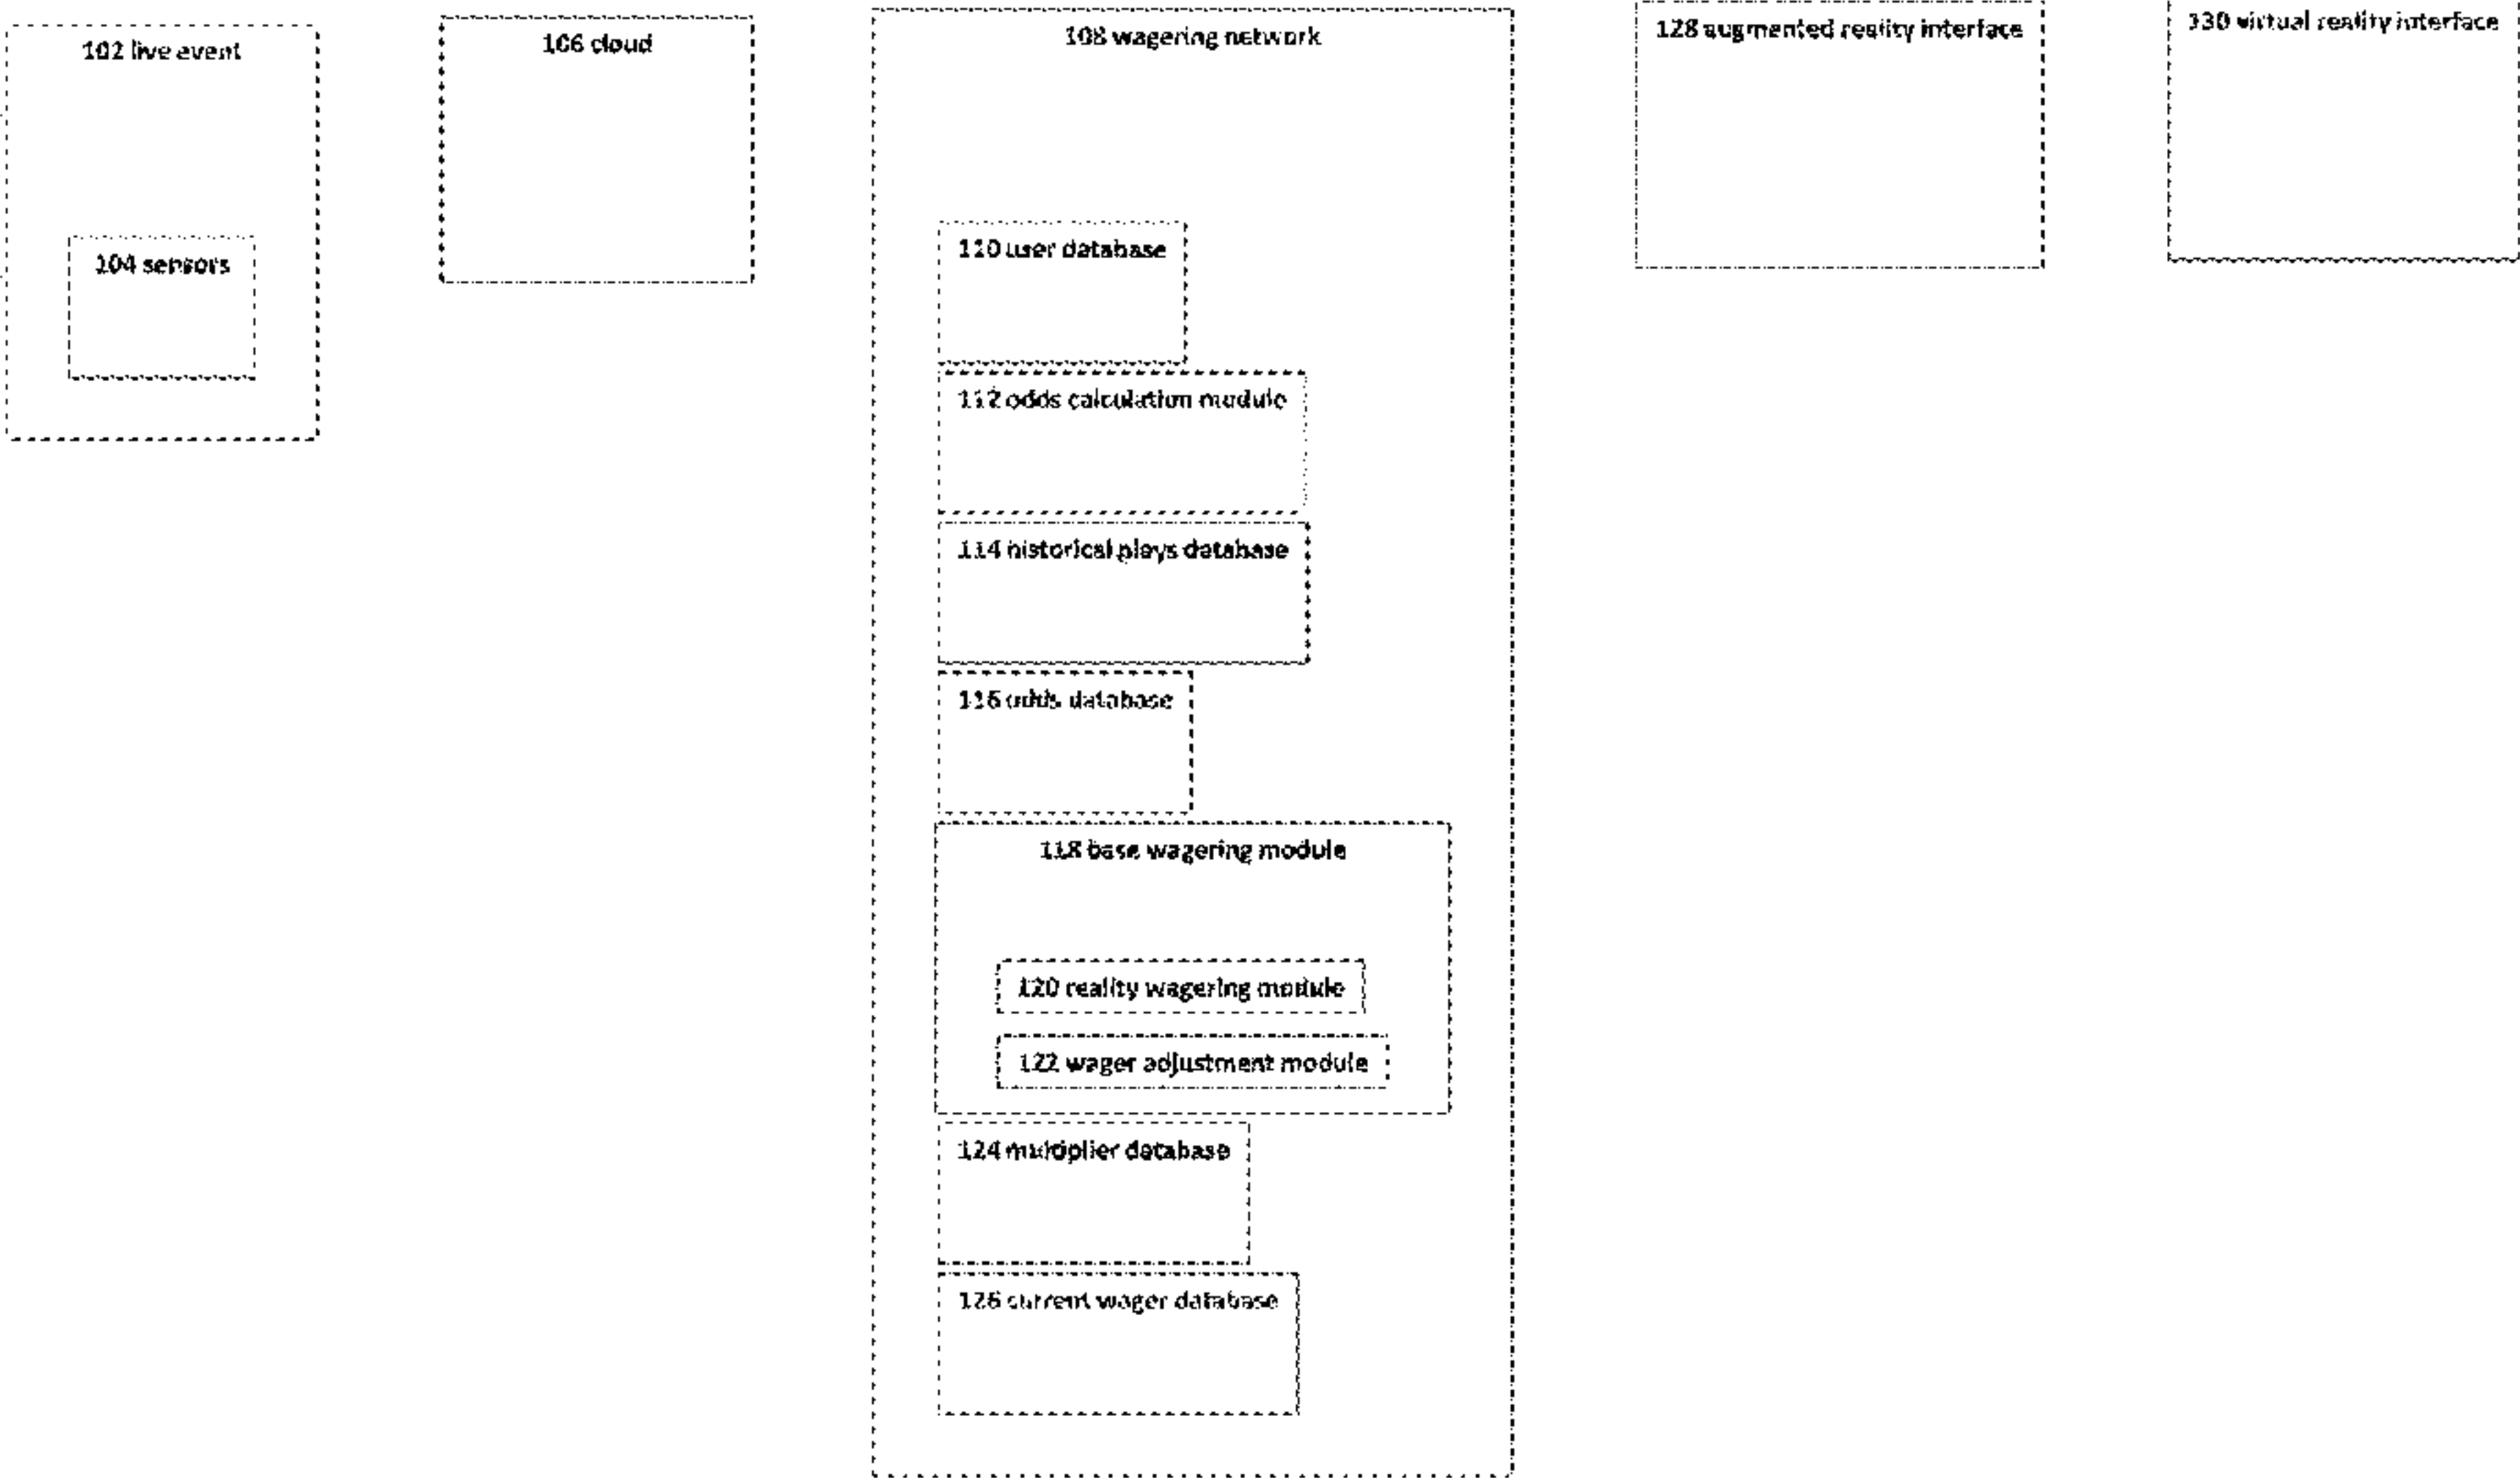 102 live event
104 sensors
106 cloud
108 wagering network
110 user database
112 odds calculation module
114 historical plays database
116 odds database
118 base wagering module
120 reality wagering module
122 wager adjustment module
124 multiplier database
126 current wager database
128 augmented reality interface
130 virtual reality interface